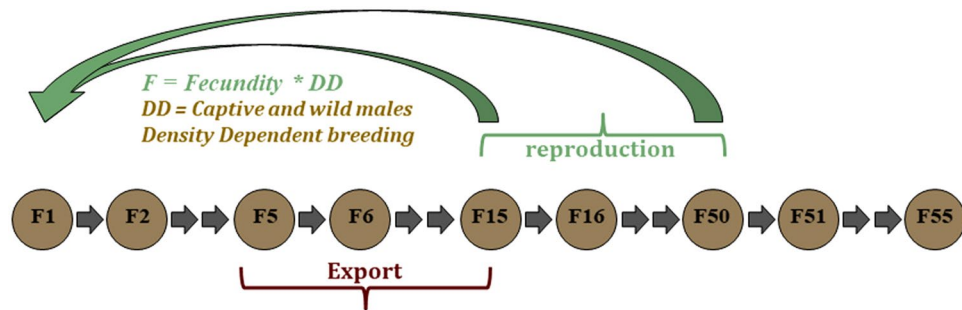 F = Fecundity * DD
DD = Captive and wild males
Density Dependent breeding
reproduction
F1 F2 F5 F6 F15 F16 F50 F51 F55
Export